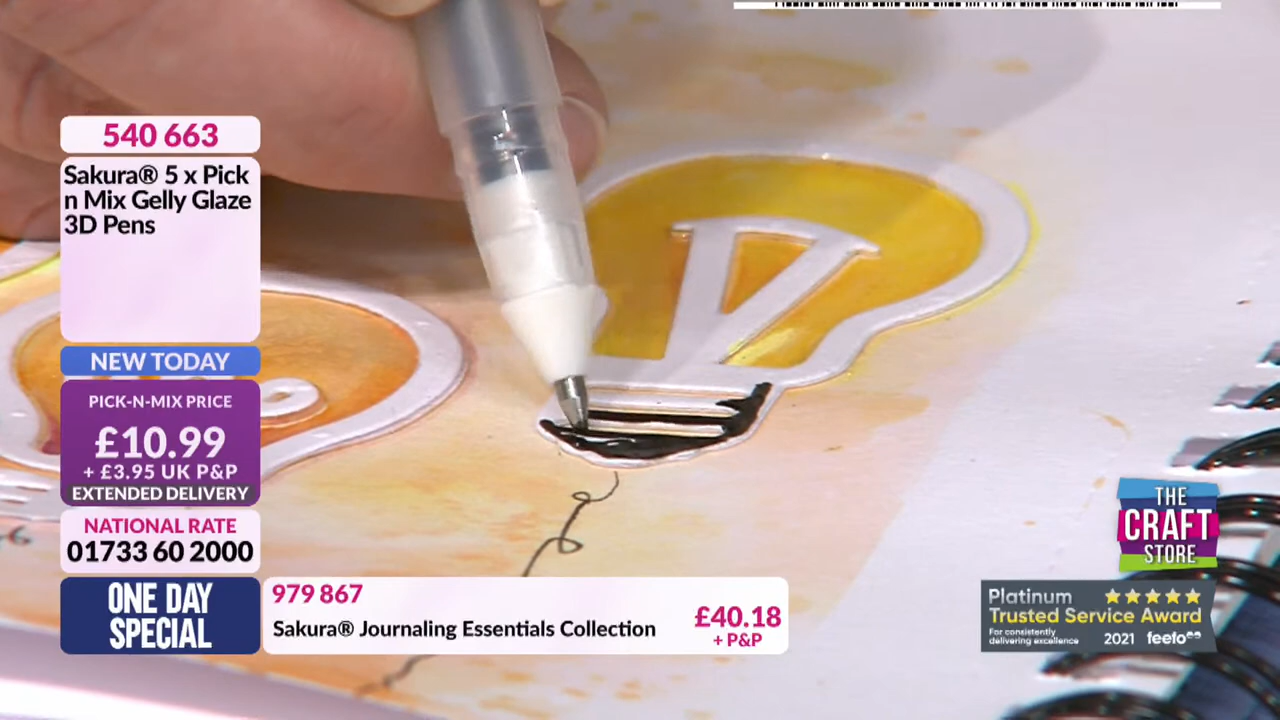 540 663
Sakura® 5 x Pick
n Mix Gelly Glaze
3D Pens
NEW TODAY
PICK-N-MIX PRICE
£10.99
+ £3.95 UK P&P
EXTENDED DELIVERY
NATIONAL RATE
01733 60 2000
ONE DAY
SPECIAL
979 867
Sakura® Journaling Essentials Collection
£40.18
+ P&P
THE
CRAFT
STORE
Platinum
Trusted Service Award
For consistently
delivering excellence
2021 feefo